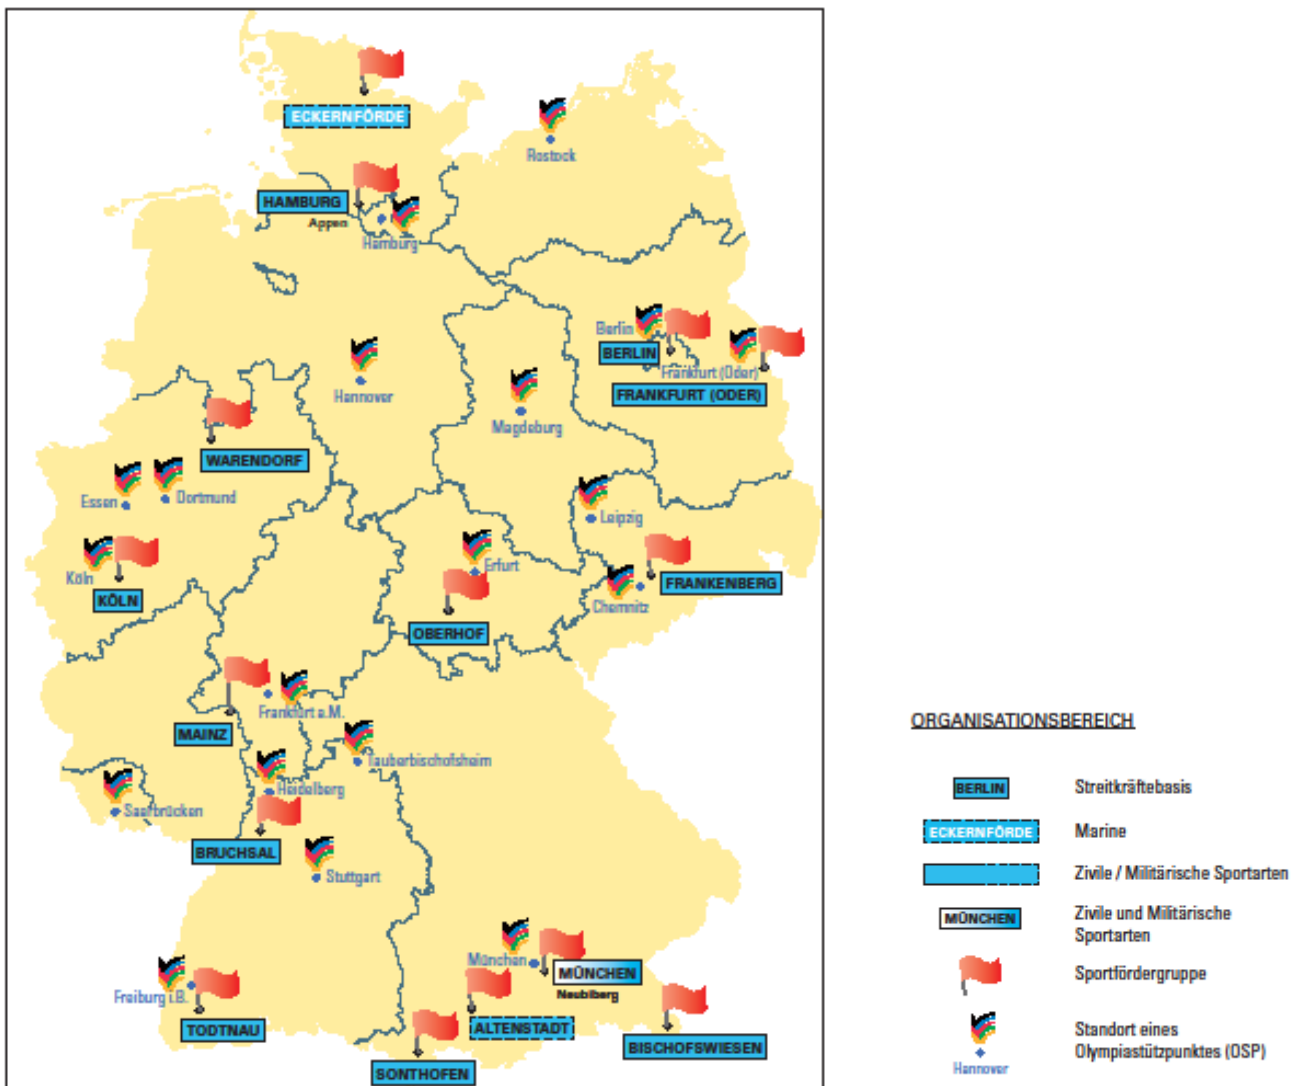 ECKERNFÖRDE
Rostock
HAMBURG
Appen
Hamburg
Berlin
BERLIN
Frankfurt (Oder)
FRANKFURT (ODER)
Hannover
Magdeburg
WARENDORF
Essen
Dortmund
Leipzig
Köln
KÖLN
Erfurt
FRANKENBERG
Chemnitz
OBERHOF
Frankfurt a.M.
MAINZ
Tauberbischofsheim
Heidelberg
Saarbrücken
BRUCHSAL
Stuttgart
München
MÜNCHEN
Neubiberg
Freiburg i.B.
TODTNAU
ALTENSTADT
BISCHOFSWIESEN
SONTHOFEN
ORGANISATIONSBEREICH
BERLIN Streitkräftebasis
ECKERNFÖRDE Marine
Zivile / Militärische Sportarten
MÜNCHEN Zivile und Militärische
Sportarten
Sportfördergruppe
Standort eines
Olympiastützpunktes (OSP)
Hannover